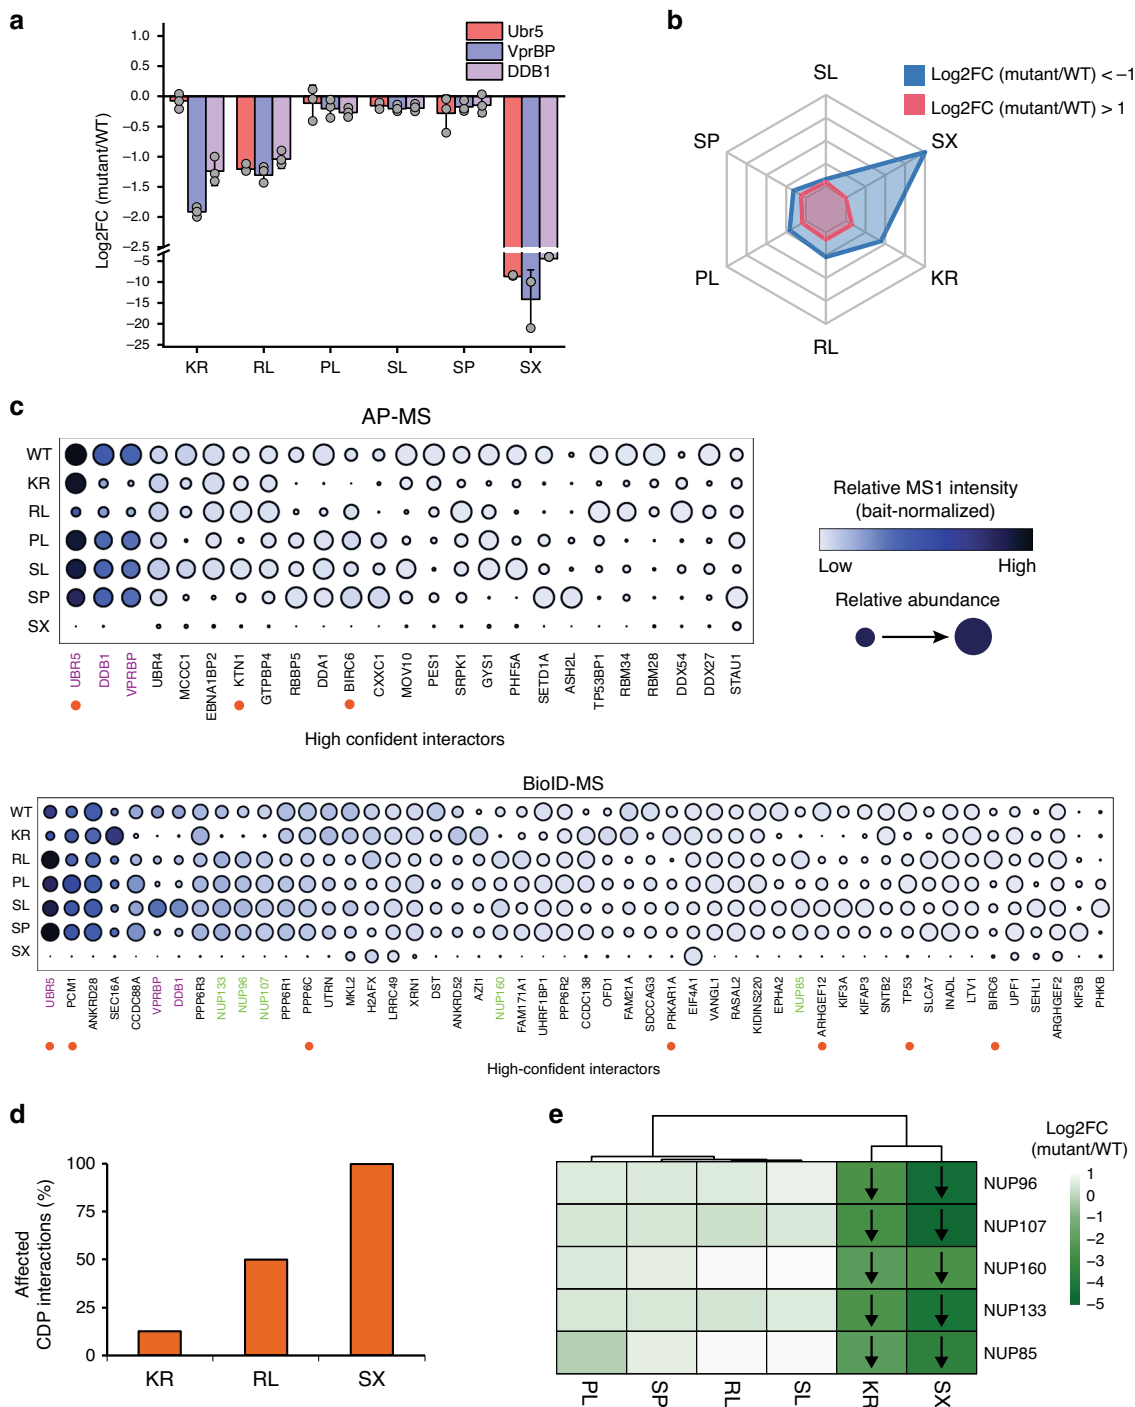 a
1.0
0.5
0.0
−0.5
−1.0
−1.5
−2.0
−2.5
−5
−10
−15
−20
−25
Log2FC (mutant/WT)
Ubr5
VprBP
DDB1
KR RL PL SL SP SX
b
SL
SX
KR
RL
PL
SP
Log2FC (mutant/WT) < −1
Log2FC (mutant/WT) > 1
c
AP-MS
WT
KR
RL
PL
SL
SP
SX
UBR5 DDB1 VPRBP UBR4 MCCC1 EBNA1BP2 KTN1 GTPBP4 RBBP5 DDA1 BIRC6 CXXC1 MOV10 PES1 SRPK1 GYS1 PHF5A SETD1A ASH2L TP53BP1 RBM34 RBM28 DDX54 DDX27 STAU1
High confident interactors
Relative MS1 intensity
(bait-normalized)
Low High
Relative abundance
BioID-MS
WT
KR
RL
PL
SL
SP
SX
UBR5 PCM1 ANKRD28 SEC16A CCDC88A VPRBP DDB1 PPP6R3 NUP133 NUP96 NUP107 PPP6R1 PPP6C UTRN MKL2 H2AFX LRRC49 XRN1 DST ANKRD52 AZI1 NUP160 FAM171A1 UHRF1BP1 PPP6R2 CCDC138 OFD1 FAM21A SDCCAG3 PRKAR1A EIF4A1 VANGL1 RASAL2 KIDINS220 EPHA2 NUP85 ARHGEF12 KIF3A KIFAP3 SNTB2 TP53 SLCA7 INADL LTV1 BIRC6 UPF1 SEHL1 ARGHGEF2 KIF3B PHKB
High-confident interactors
d
100
75
50
25
0
Affected
CDP interactions (%)
KR RL SX
e
Log2FC
(mutant/WT)
1
0
−1
−2
−3
−4
−5
NUP96
NUP107
NUP160
NUP133
NUP85
PL SP RL SL KR SX